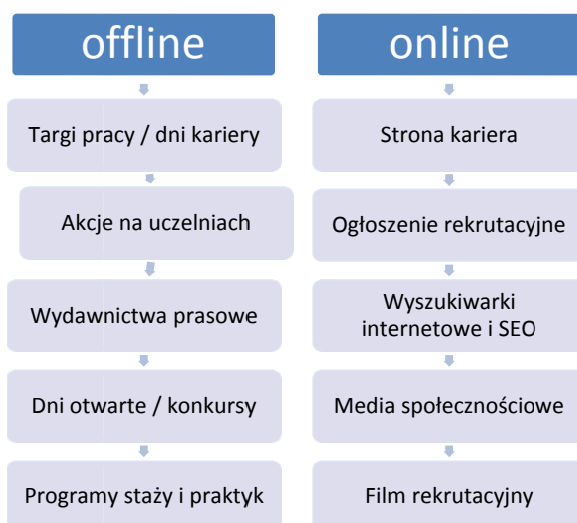 offline
Targi pracy / dni kariery
Akcje na uczelniach
Wydawnictwa prasowe
Dni otwarte / konkursy
Programy staży i praktyk
online
Strona kariera
Ogłoszenie rekrutacyjne
Wyszukiwarki
internetowe i SEO
Media społecznościowe
Film rekrutacyjny